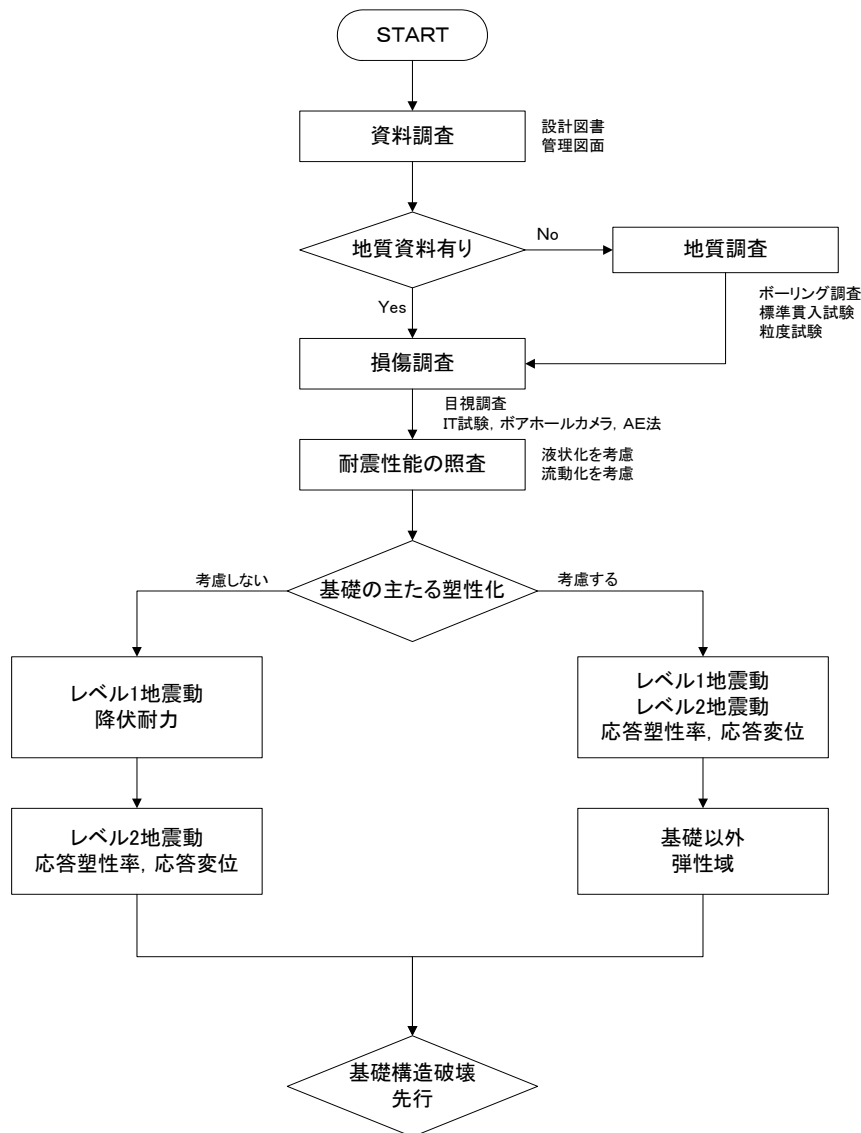 START
資料調査
設計図書
管理図面
地質資料有り
No
地質調査
Yes
ボーリング調査
標準貫入試験
粒度試験
損傷調査
目視調査
IT試験, ボアホールカメラ, AE法
耐震性能の照査
液状化を考慮
流動化を考慮
考慮しない
基礎の主たる塑性化
考慮する
レベル1地震動
降伏耐力
レベル1地震動
レベル2地震動
応答塑性率, 応答変位
レベル2地震動
応答塑性率, 応答変位
基礎以外
弾性域
基礎構造破壊
先行